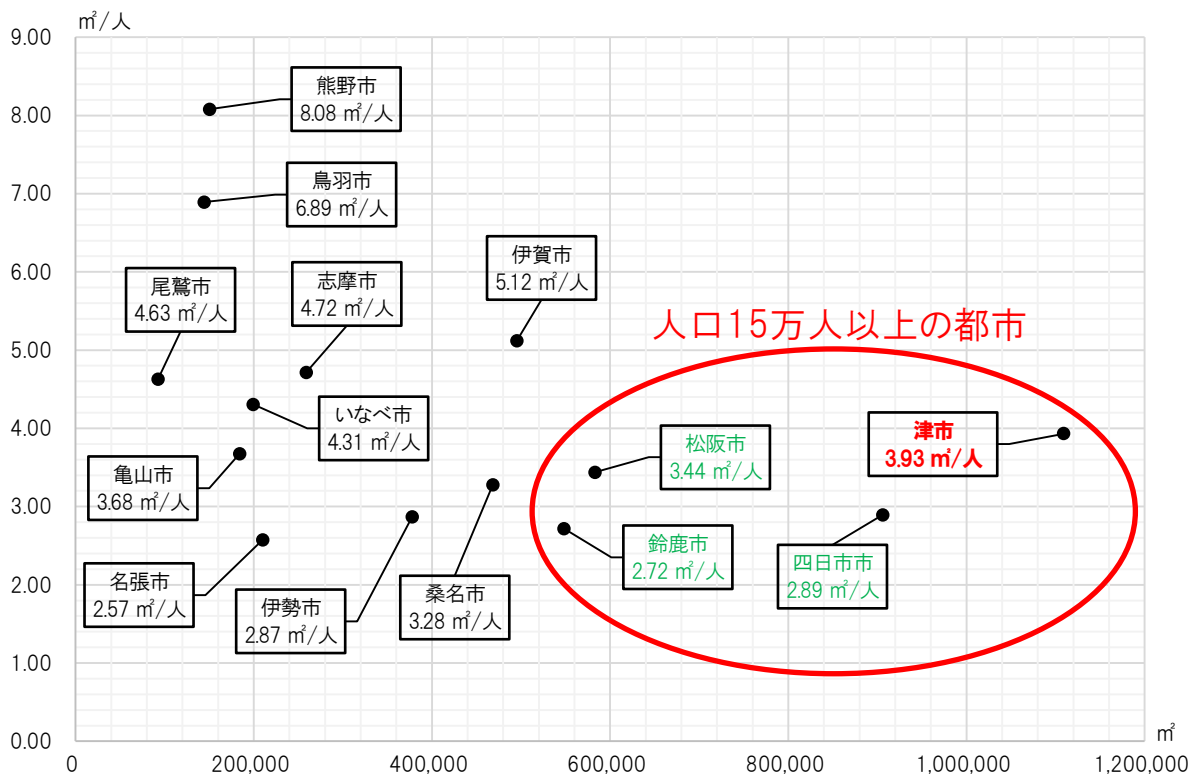 ㎡/人
9.00
8.00
7.00
6.00
5.00
4.00
3.00
2.00
1.00
0.00
熊野市
8.08 ㎡/人
鳥羽市
6.89 ㎡/人
尾鷲市
4.63 ㎡/人
志摩市
4.72 ㎡/人
伊賀市
5.12 ㎡/人
人口15万人以上の都市
いなべ市
4.31 ㎡/人
亀山市
3.68 ㎡/人
松阪市
3.44 ㎡/人
津市
3.93 ㎡/人
名張市
2.57 ㎡/人
伊勢市
2.87 ㎡/人
桑名市
3.28 ㎡/人
鈴鹿市
2.72 ㎡/人
四日市市
2.89 ㎡/人
㎡
0
200,000
400,000
600,000
800,000
1,000,000
1,200,000